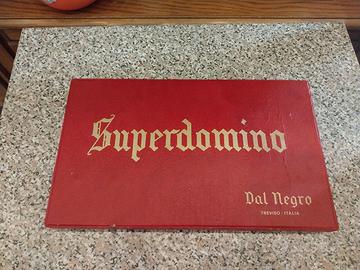 Superdomino
Dal Negro
TREVISO · ITALIA